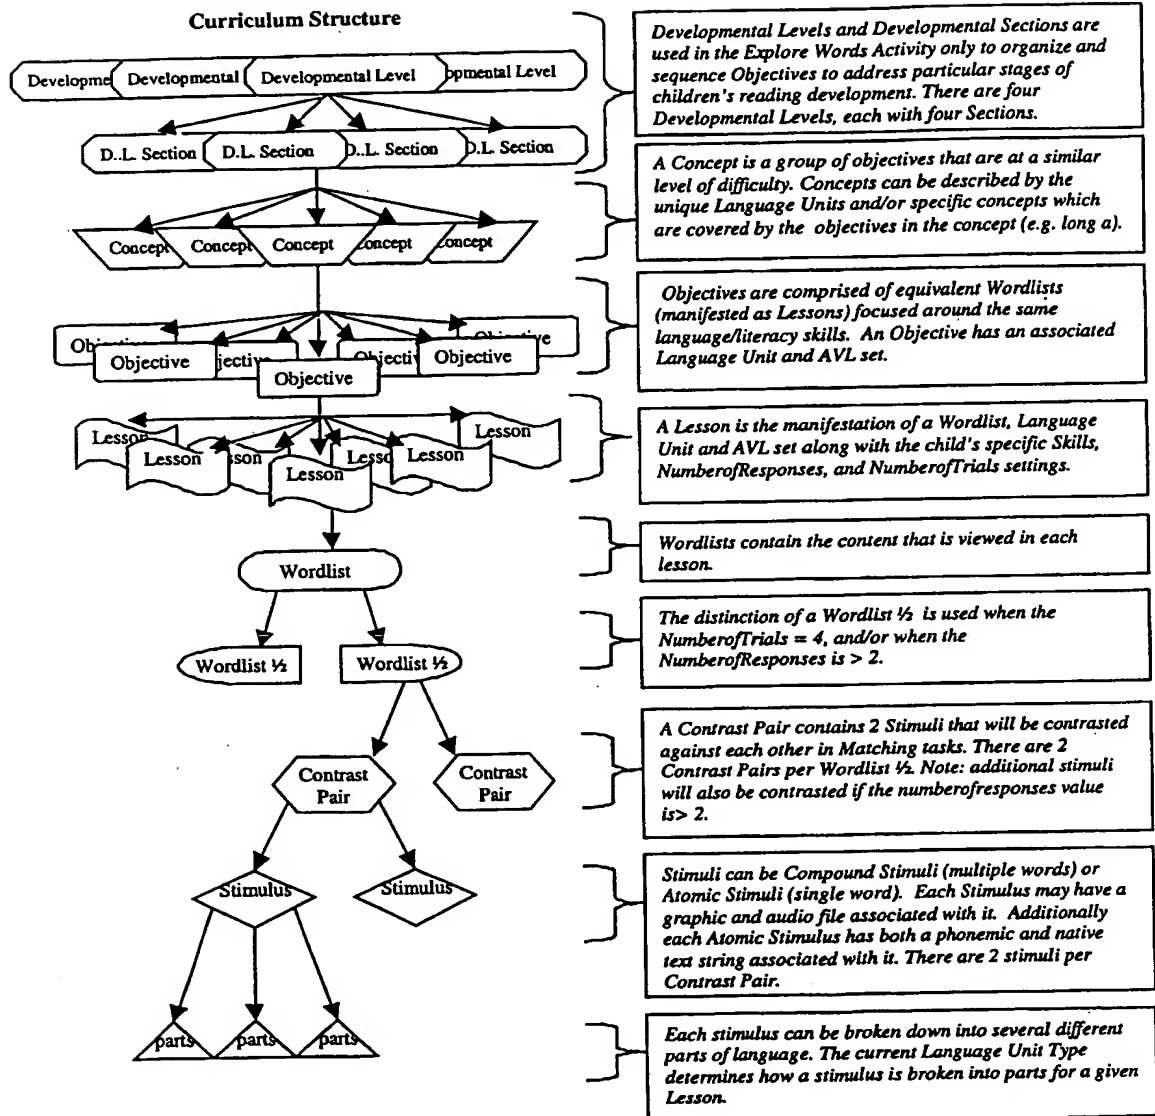 Curriculum Structure
Developme
Developmental
Developmental Level
opmental Level
D..L. Section
D.L. Section
D..L. Section
D.L. Section
Concept
Concept
Concept
Concept
Concept
Objective
Objective
jective
Objective
Objective
Objective
Objective
Lesson
Lesson
sson
Lesson
Lesso
Lesson
Lesson
Wordlist
Wordlist ½
Wordlist ½
Contrast
Pair
Contrast
Pair
Stimulus
Stimulus
parts
parts
parts
Developmental Levels and Developmental Sections are
used in the Explore Words Activity only to organize and
sequence Objectives to address particular stages of
children's reading development. There are four
Developmental Levels, each with four Sections.
A Concept is a group of objectives that are at a similar
level of difficulty. Concepts can be described by the
unique Language Units and/or specific concepts which
are covered by the objectives in the concept (e.g. long a).
Objectives are comprised of equivalent Wordlists
(manifested as Lessons) focused around the same
language/literacy skills. An Objective has an associated
Language Unit and AVL set.
A Lesson is the manifestation of a Wordlist, Language
Unit and AVL set along with the child's specific Skills,
NumberofResponses, and NumberofTrials settings.
Wordlists contain the content that is viewed in each
lesson.
The distinction of a Wordlist ½ is used when the
NumberofTrials = 4, and/or when the
NumberofResponses is > 2.
A Contrast Pair contains 2 Stimuli that will be contrasted
against each other in Matching tasks. There are 2
Contrast Pairs per Wordlist ½. Note: additional stimuli
will also be contrasted if the numberofresponses value
is> 2.
Stimuli can be Compound Stimuli (multiple words) or
Atomic Stimuli (single word). Each Stimulus may have a
graphic and audio file associated with it. Additionally
each Atomic Stimulus has both a phonemic and native
text string associated with it. There are 2 stimuli per
Contrast Pair.
Each stimulus can be broken down into several different
parts of language. The current Language Unit Type
determines how a stimulus is broken into parts for a given
Lesson.